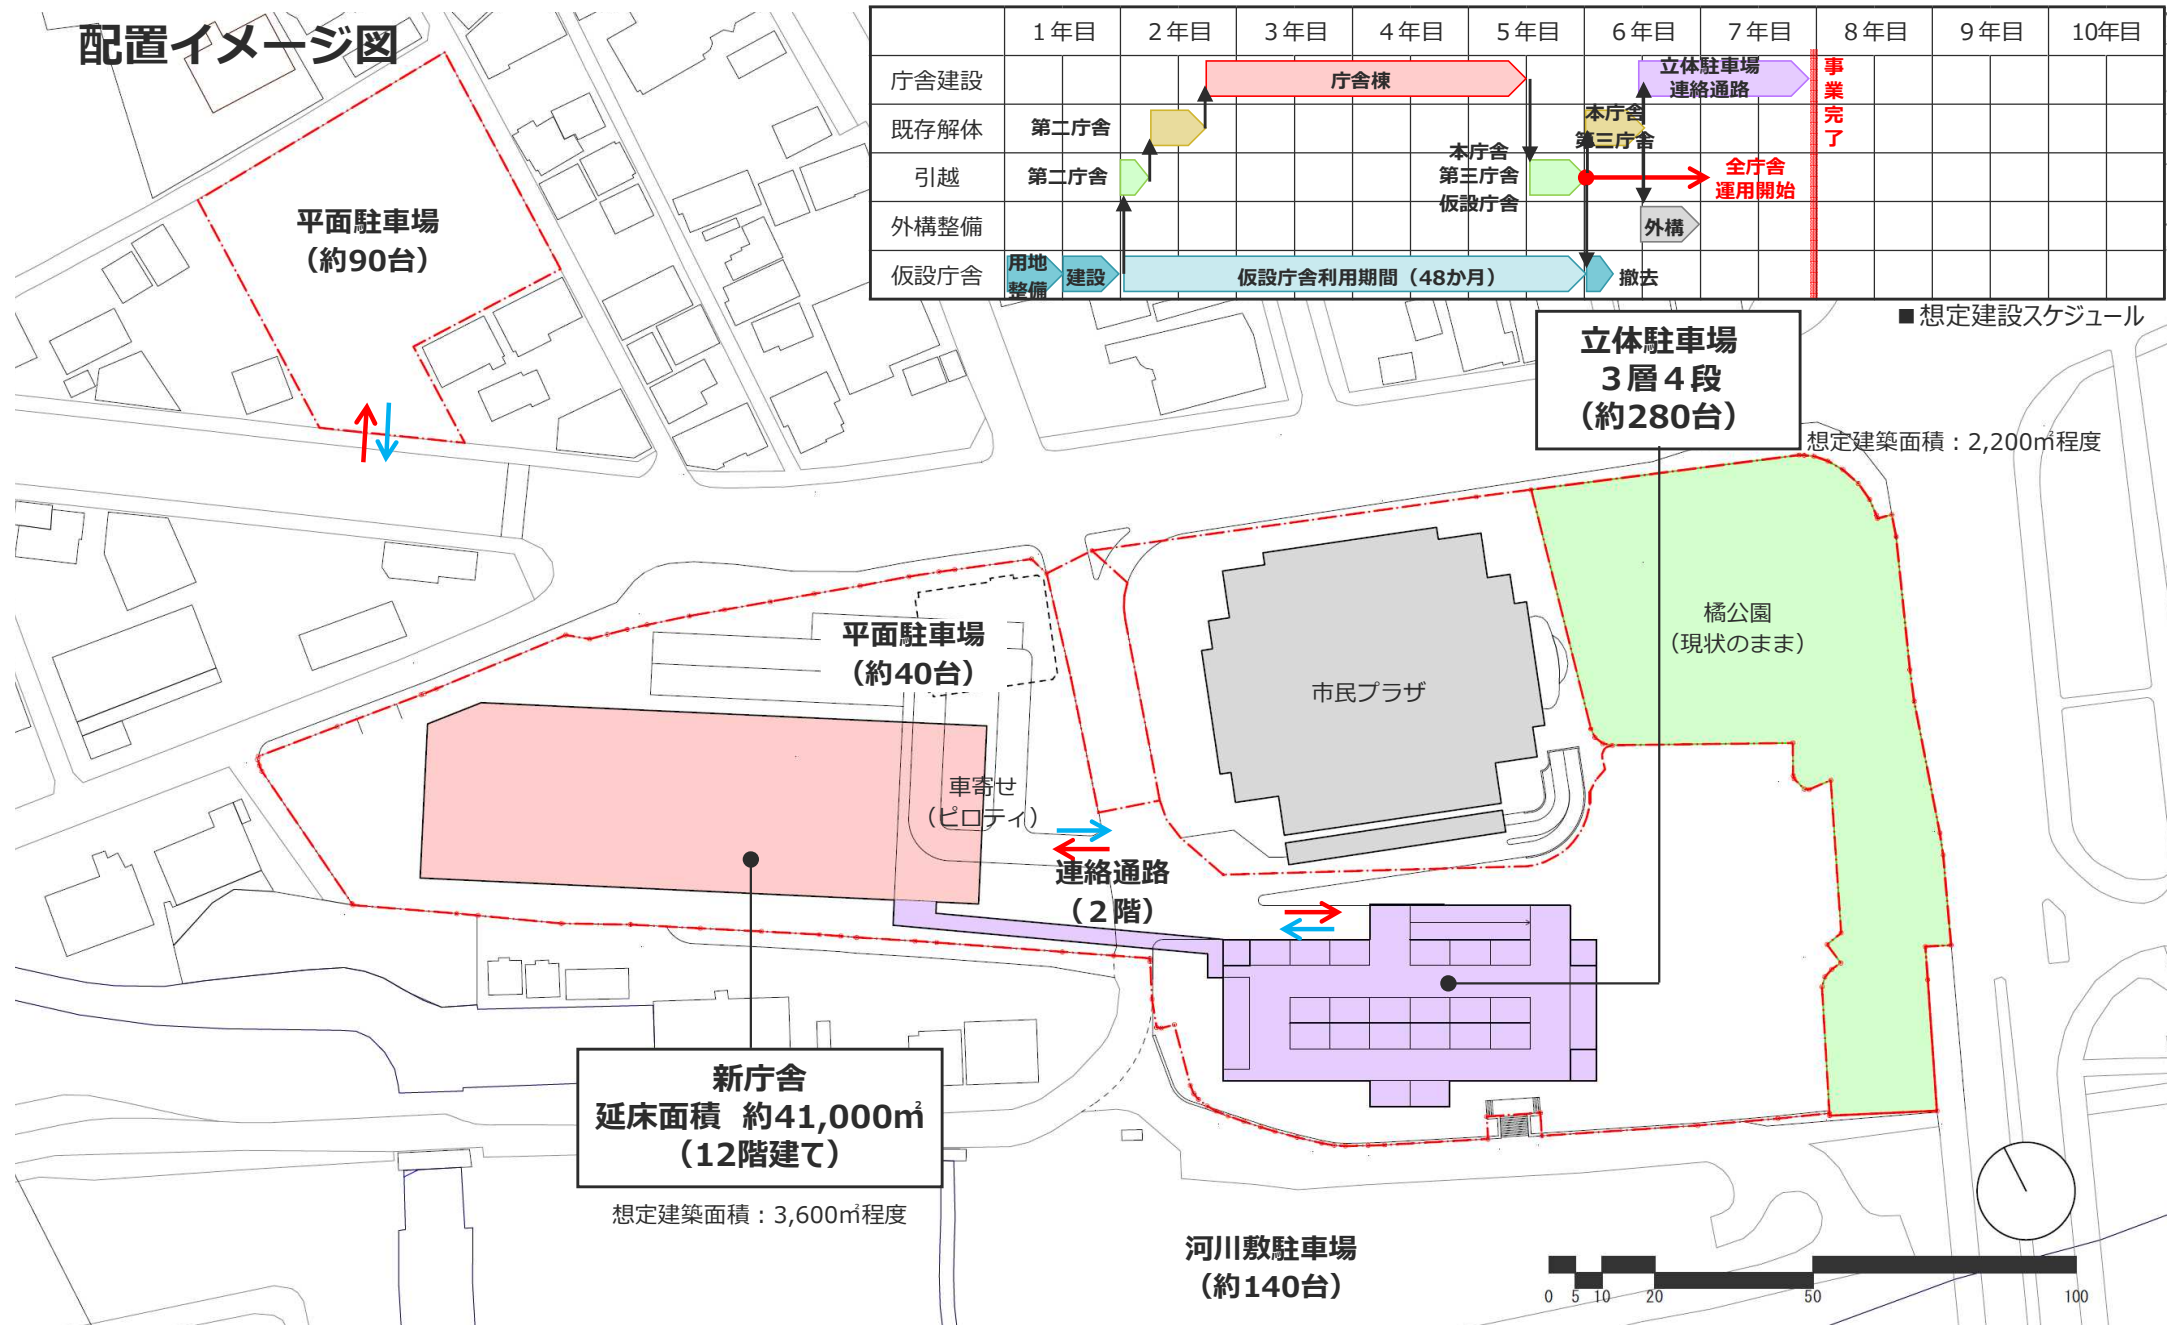 配置イメージ図
1年目 2年目 3年目 4年目 5年目 6年目 7年目 8年目 9年目 10年目
庁舎建設
庁舎棟
立体駐車場
連絡通路
事業完了
既存解体
第二庁舎
本庁舎
第三庁舎
引越
第二庁舎
本庁舎
第三庁舎
仮設庁舎
全庁舎
運用開始
外構整備
外構
仮設庁舎
用地
整備
建設
仮設庁舎利用期間（48か月）
撤去
■想定建設スケジュール
平面駐車場
（約90台）
立体駐車場
３層４段
（約280台）
想定建築面積：2,200㎡程度
橘公園
（現状のまま）
市民プラザ
平面駐車場
（約40台）
車寄せ
（ピロティ）
連絡通路
（２階）
新庁舎
延床面積 約41,000㎡
（12階建て）
想定建築面積：3,600㎡程度
河川敷駐車場
（約140台）
0 5 10 20 50 100